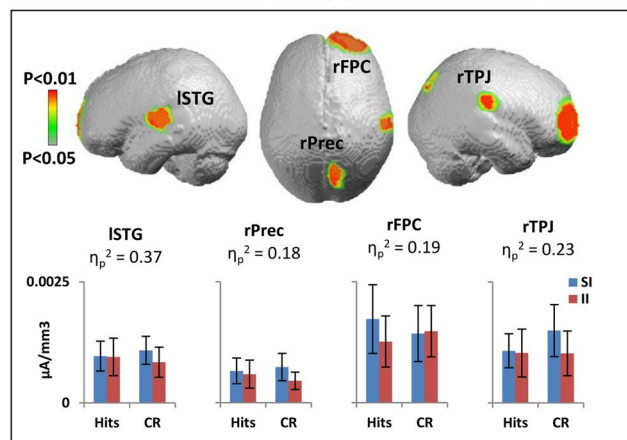 P<0.01
P<0.05
lSTG
rFPC
rPrec
rTPJ
lSTG
ηp² = 0.37
rPrec
ηp² = 0.18
rFPC
ηp² = 0.19
rTPJ
ηp² = 0.23
0.0025
0
µA/mm3
SI
II
Hits CR
Hits CR
Hits CR
Hits CR